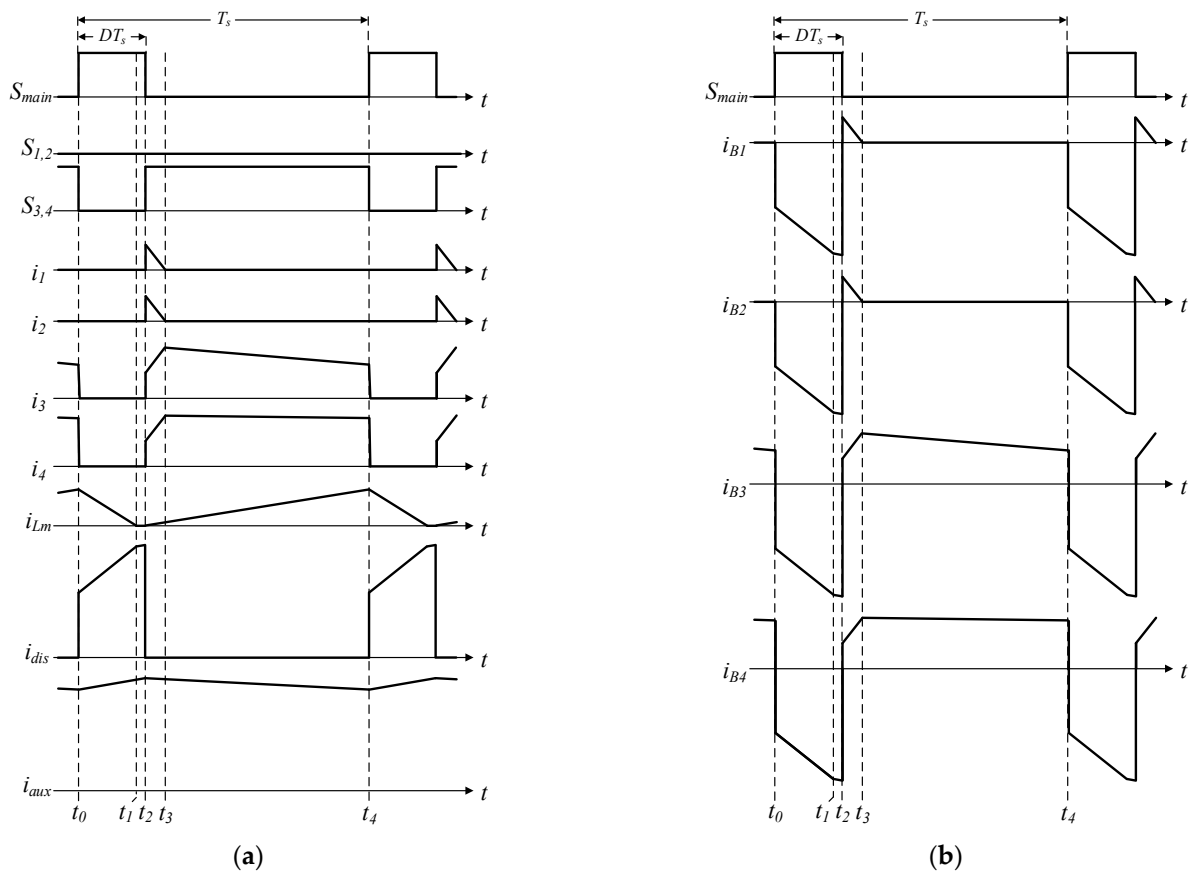 T_s
DT_s
S_main t
S_1,2 t
S_3,4 t
i_1 t
i_2 t
i_3 t
i_4 t
i_Lm t
i_dis t
i_aux t
t_0 t_1 t_2 t_3 t_4
(a)
T_s
DT_s
S_main t
i_B1 t
i_B2 t
i_B3 t
i_B4 t
t_0 t_1 t_2 t_3 t_4
(b)